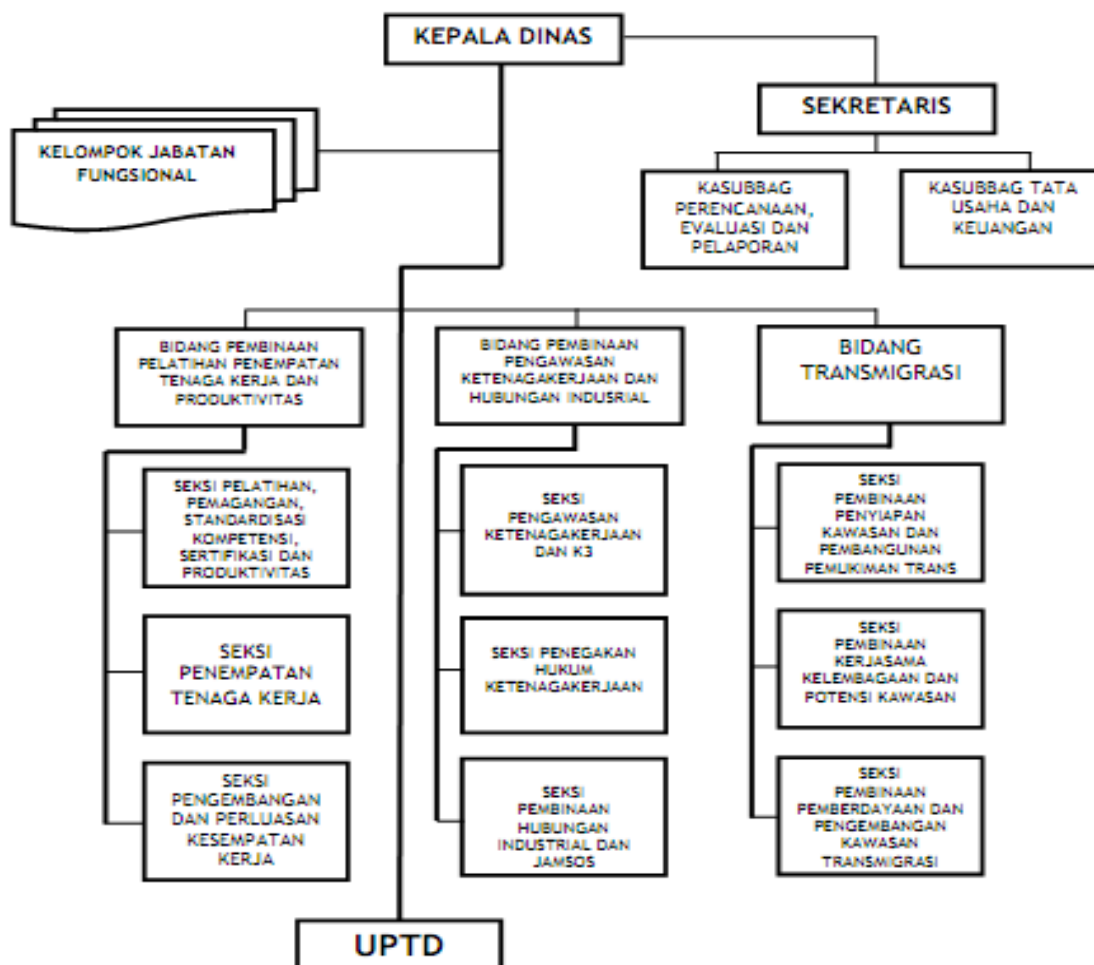 KEPALA DINAS
SEKRETARIS
KELOMPOK JABATAN
FUNGSIONAL
KASUBBAG
PERENCANAAN,
EVALUASI DAN
PELAPORAN
KASUBBAG TATA
USAHA DAN
KEUANGAN
BIDANG PEMBINAAN
PELATIHAN PENEMPATAN
TENAGA KERJA DAN
PRODUKTIVITAS
BIDANG PEMBINAAN
PENGAWASAN
KETENAGAKERJAAN DAN
HUBUNGAN INDUSRIAL
BIDANG
TRANSMIGRASI
SEKSI PELATIHAN,
PEMAGANGAN,
STANDARDISASI
KOMPETENSI,
SERTIFIKASI DAN
PRODUKTIVITAS
SEKSI
PENGAWASAN
KETENAGAKERJAAN
DAN K3
SEKSI
PEMBINAAN
PENYIAPAN
KAWASAN DAN
PEMBANGUNAN
PEMUKIMAN TRANS
SEKSI
PENEMPATAN
TENAGA KERJA
SEKSI PENEGAKAN
HUKUM
KETENAGAKERJAAN
SEKSI
PEMBINAAN
KERJASAMA
KELEMBAGAAN DAN
POTENSI KAWASAN
SEKSI
PENGEMBANGAN
DAN PERLUASAN
KESEMPATAN
KERJA
SEKSI
PEMBINAAN
HUBUNGAN
INDUSTRIAL DAN
JAMSOS
SEKSI
PEMBINAAN
PEMBERDAYAAN DAN
PENGEMBANGAN
KAWASAN
TRANSMIGRASI
UPTD